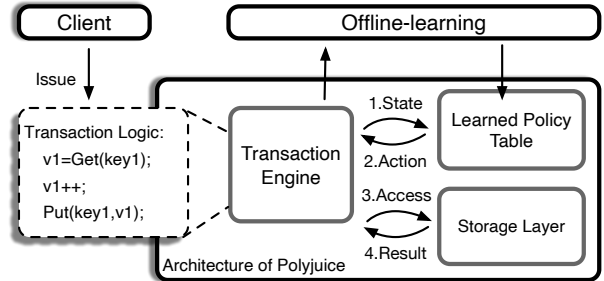 Client
Offline-learning
Issue
Transaction Logic:
v1=Get(key1);
v1++;
Put(key1,v1);
Transaction
Engine
1.State
2.Action
Learned Policy
Table
3.Access
4.Result
Storage Layer
Architecture of Polyjuice